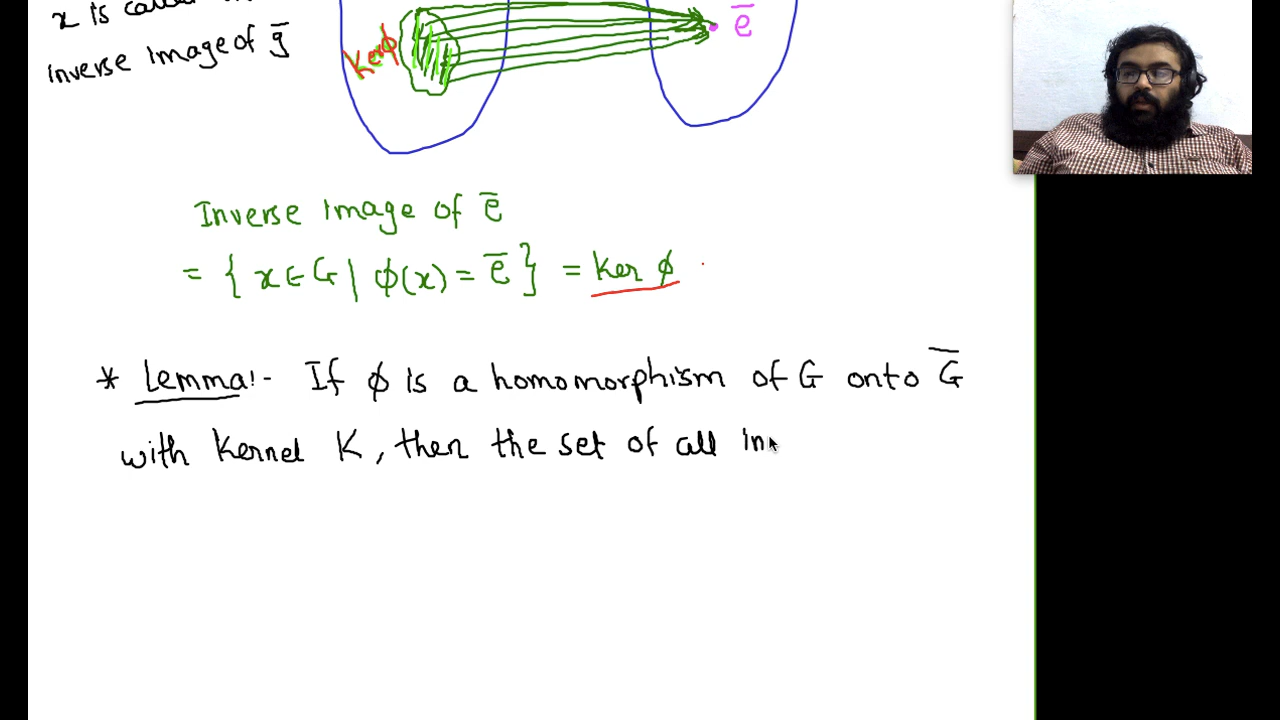 x is called
inverse image of g̅
Ker ϕ
e̅
Inverse image of e̅
= { x ∈ G | ϕ(x) = e̅ } = ker ϕ
* Lemma:- If ϕ is a homomorphism of G onto G̅
with kernel K, then the set of all in